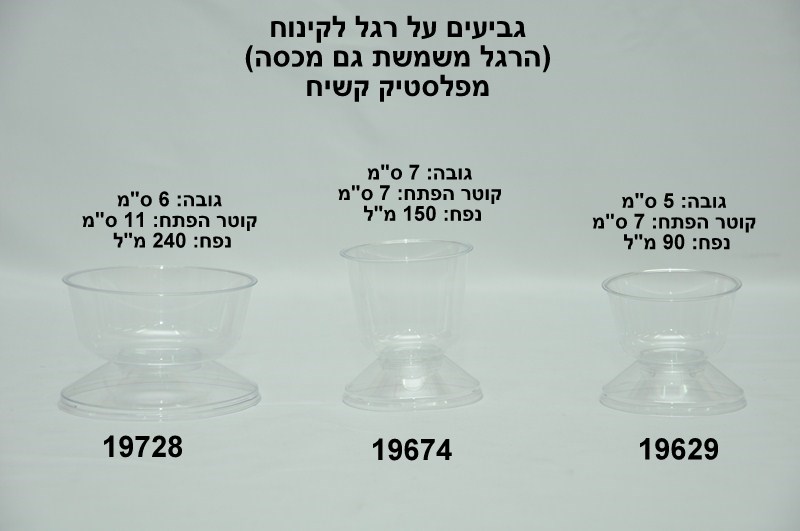 גביעים על רגל לקינוח
(הרגל משמשת גם מכסה)
מפלסטיק קשיח
גובה: 5 ס"מ
קוטר הפתח: 7 ס"מ
נפח: 90 מ"ל
19629
גובה: 7 ס"מ
קוטר הפתח: 7 ס"מ
נפח: 150 מ"ל
19674
גובה: 6 ס"מ
קוטר הפתח: 11 ס"מ
נפח: 240 מ"ל
19728